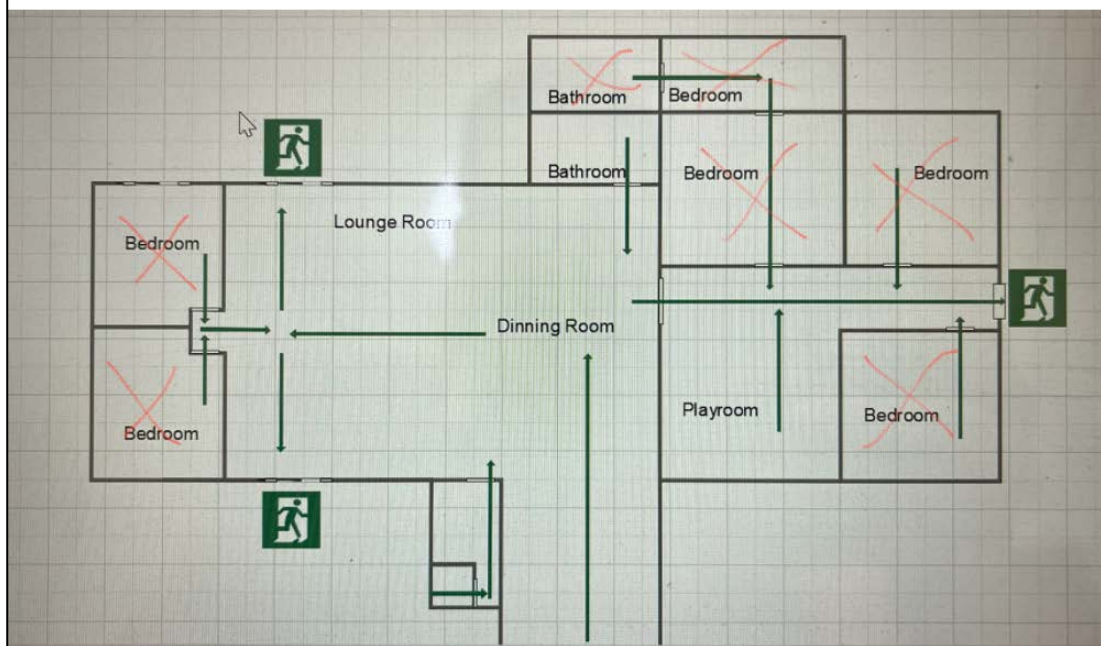 Bathroom
Bedroom
Bathroom
Bedroom
Bedroom
Lounge Room
Bedroom
Dinning Room
Playroom
Bedroom
Bedroom